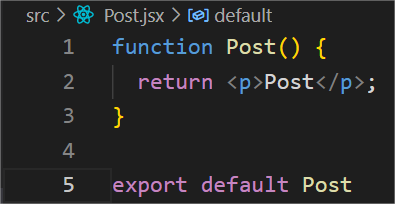 src > Post.jsx > default
1 function Post() {
2   return <p>Post</p>;
3 }
4
5 export default Post